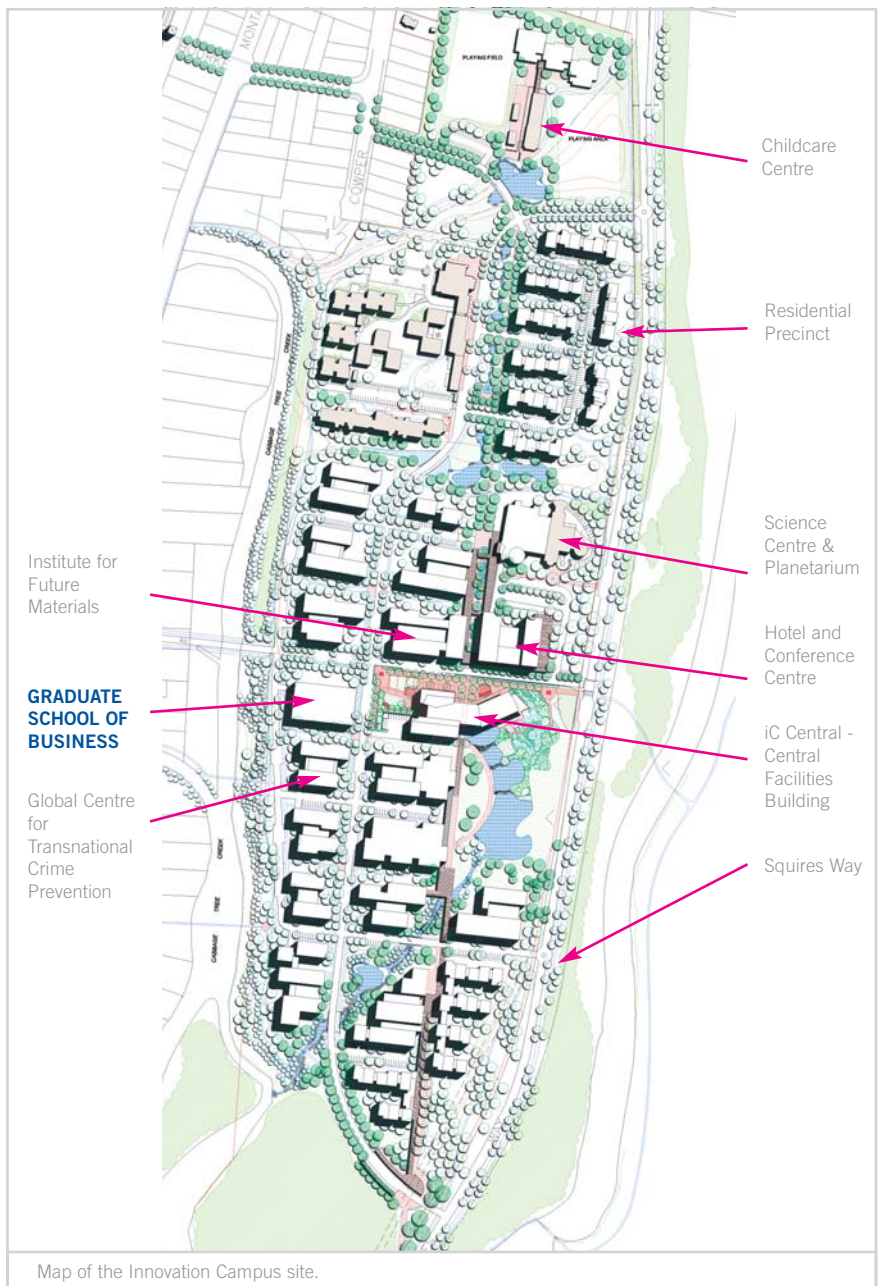 MONTA
PLAYING FIELD
COWPER
PLAYING AREA
Childcare
Centre
Residential
Precinct
CABBAGE TREE CREEK
Science
Centre &
Planetarium
Institute for
Future
Materials
Hotel and
Conference
Centre
GRADUATE
SCHOOL OF
BUSINESS
iC Central -
Central
Facilities
Building
Global Centre
for
Transnational
Crime
Prevention
Squires Way
CABBAGE TREE CREEK
Map of the Innovation Campus site.